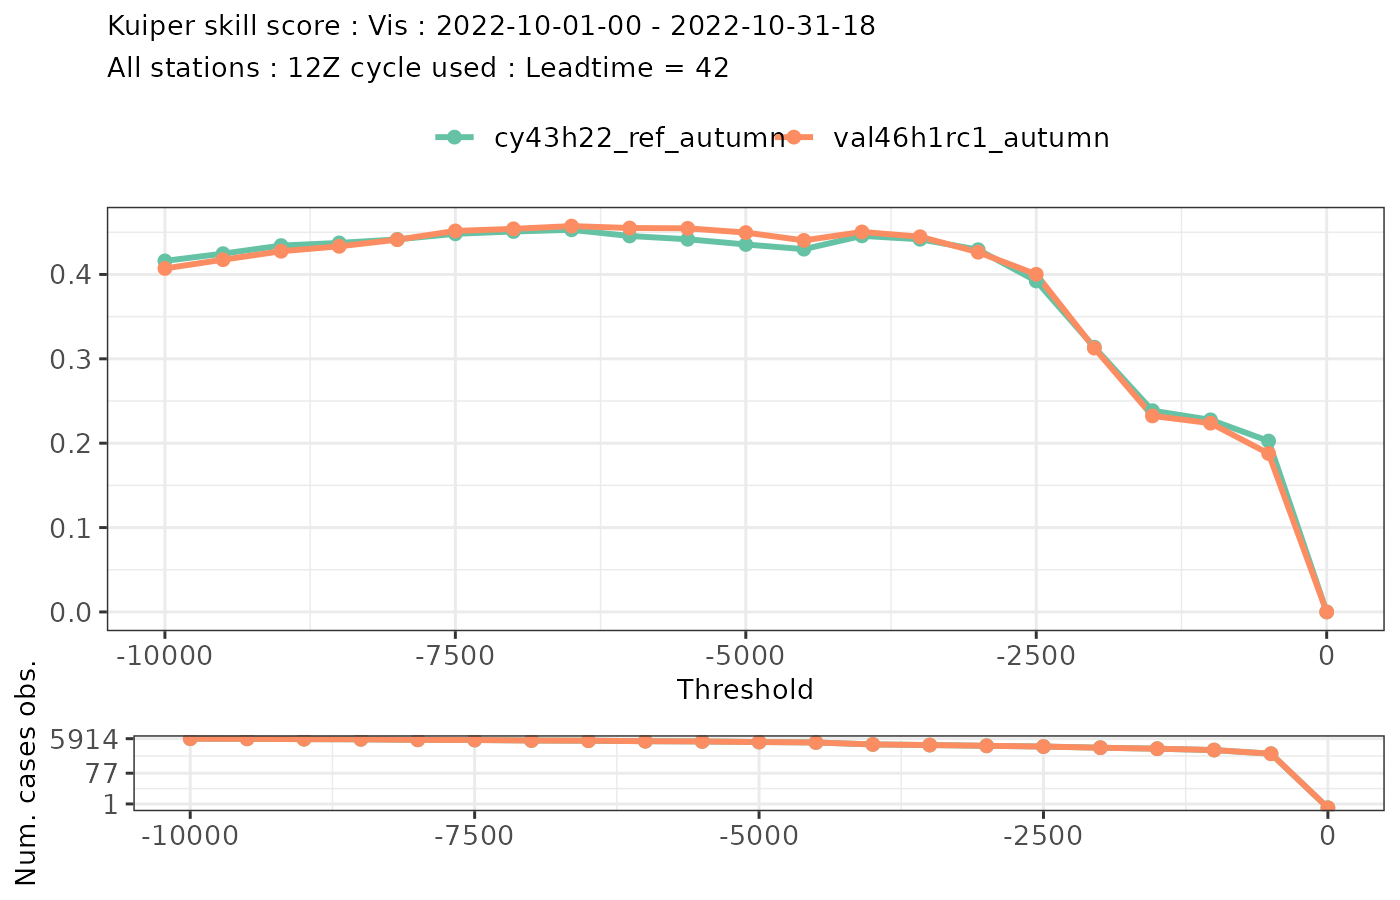 Kuiper skill score : Vis : 2022-10-01-00 - 2022-10-31-18
All stations : 12Z cycle used : Leadtime = 42
cy43h22_ref_autumn val46h1rc1_autumn
0.4
0.3
0.2
0.1
0.0
-10000 -7500 -5000 -2500 0
Threshold
Num. cases obs.
5914
77
1
-10000 -7500 -5000 -2500 0